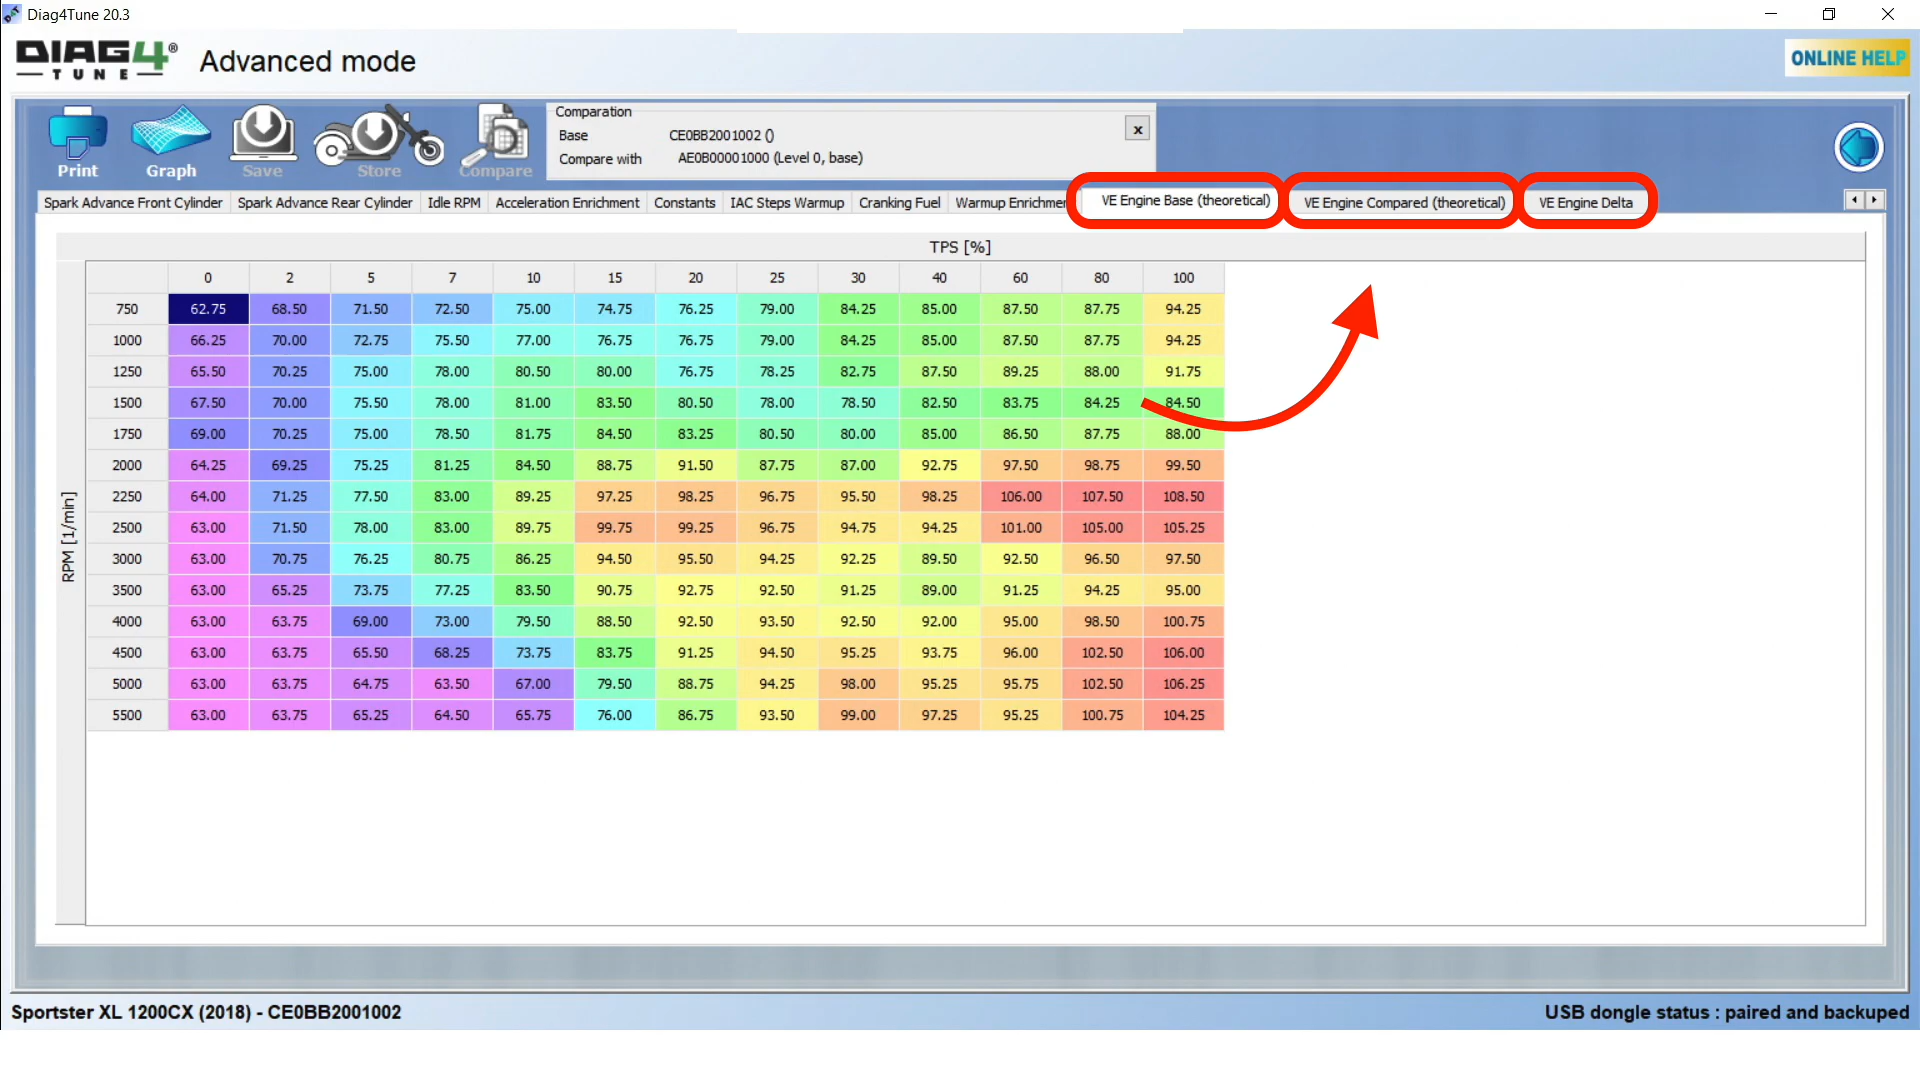 Diag4Tune 20.3
DIAG4®
TUNE
Advanced mode
ONLINE HELP
Print
Graph
Save
Store
Compare
Comparation
Base CE0BB2001002 ()
Compare with AE0B00001000 (Level 0, base)
x
Spark Advance Front Cylinder Spark Advance Rear Cylinder Idle RPM Acceleration Enrichment Constants IAC Steps Warmup Cranking Fuel Warmup Enrichmen VE Engine Base (theoretical) VE Engine Compared (theoretical) VE Engine Delta
TPS [%]
0 2 5 7 10 15 20 25 30 40 60 80 100
RPM [1/min]
750 62.75 68.50 71.50 72.50 75.00 74.75 76.25 79.00 84.25 85.00 87.50 87.75 94.25
1000 66.25 70.00 72.75 75.50 77.00 76.75 76.75 79.00 84.25 85.00 87.50 87.75 94.25
1250 65.50 70.25 75.00 78.00 80.50 80.00 76.75 78.25 82.75 87.50 89.25 88.00 91.75
1500 67.50 70.00 75.50 78.00 81.00 83.50 80.50 78.00 78.50 82.50 83.75 84.25 84.50
1750 69.00 70.25 75.00 78.50 81.75 84.50 83.25 80.50 80.00 85.00 86.50 87.75 88.00
2000 64.25 69.25 75.25 81.25 84.50 88.75 91.50 87.75 87.00 92.75 97.50 98.75 99.50
2250 64.00 71.25 77.50 83.00 89.25 97.25 98.25 96.75 95.50 98.25 106.00 107.50 108.50
2500 63.00 71.50 78.00 83.00 89.75 99.75 99.25 96.75 94.75 94.25 101.00 105.00 105.25
3000 63.00 70.75 76.25 80.75 86.25 94.50 95.50 94.25 92.25 89.50 92.50 96.50 97.50
3500 63.00 65.25 73.75 77.25 83.50 90.75 92.75 92.50 91.25 89.00 91.25 94.25 95.00
4000 63.00 63.75 69.00 73.00 79.50 88.50 92.50 93.50 92.50 92.00 95.00 98.50 100.75
4500 63.00 63.75 65.50 68.25 73.75 83.75 91.25 94.50 95.25 93.75 96.00 102.50 106.00
5000 63.00 63.75 64.75 63.50 67.00 79.50 88.75 94.25 98.00 95.25 95.75 102.50 106.25
5500 63.00 63.75 65.25 64.50 65.75 76.00 86.75 93.50 99.00 97.25 95.25 100.75 104.25
Sportster XL 1200CX (2018) - CE0BB2001002
USB dongle status : paired and backuped